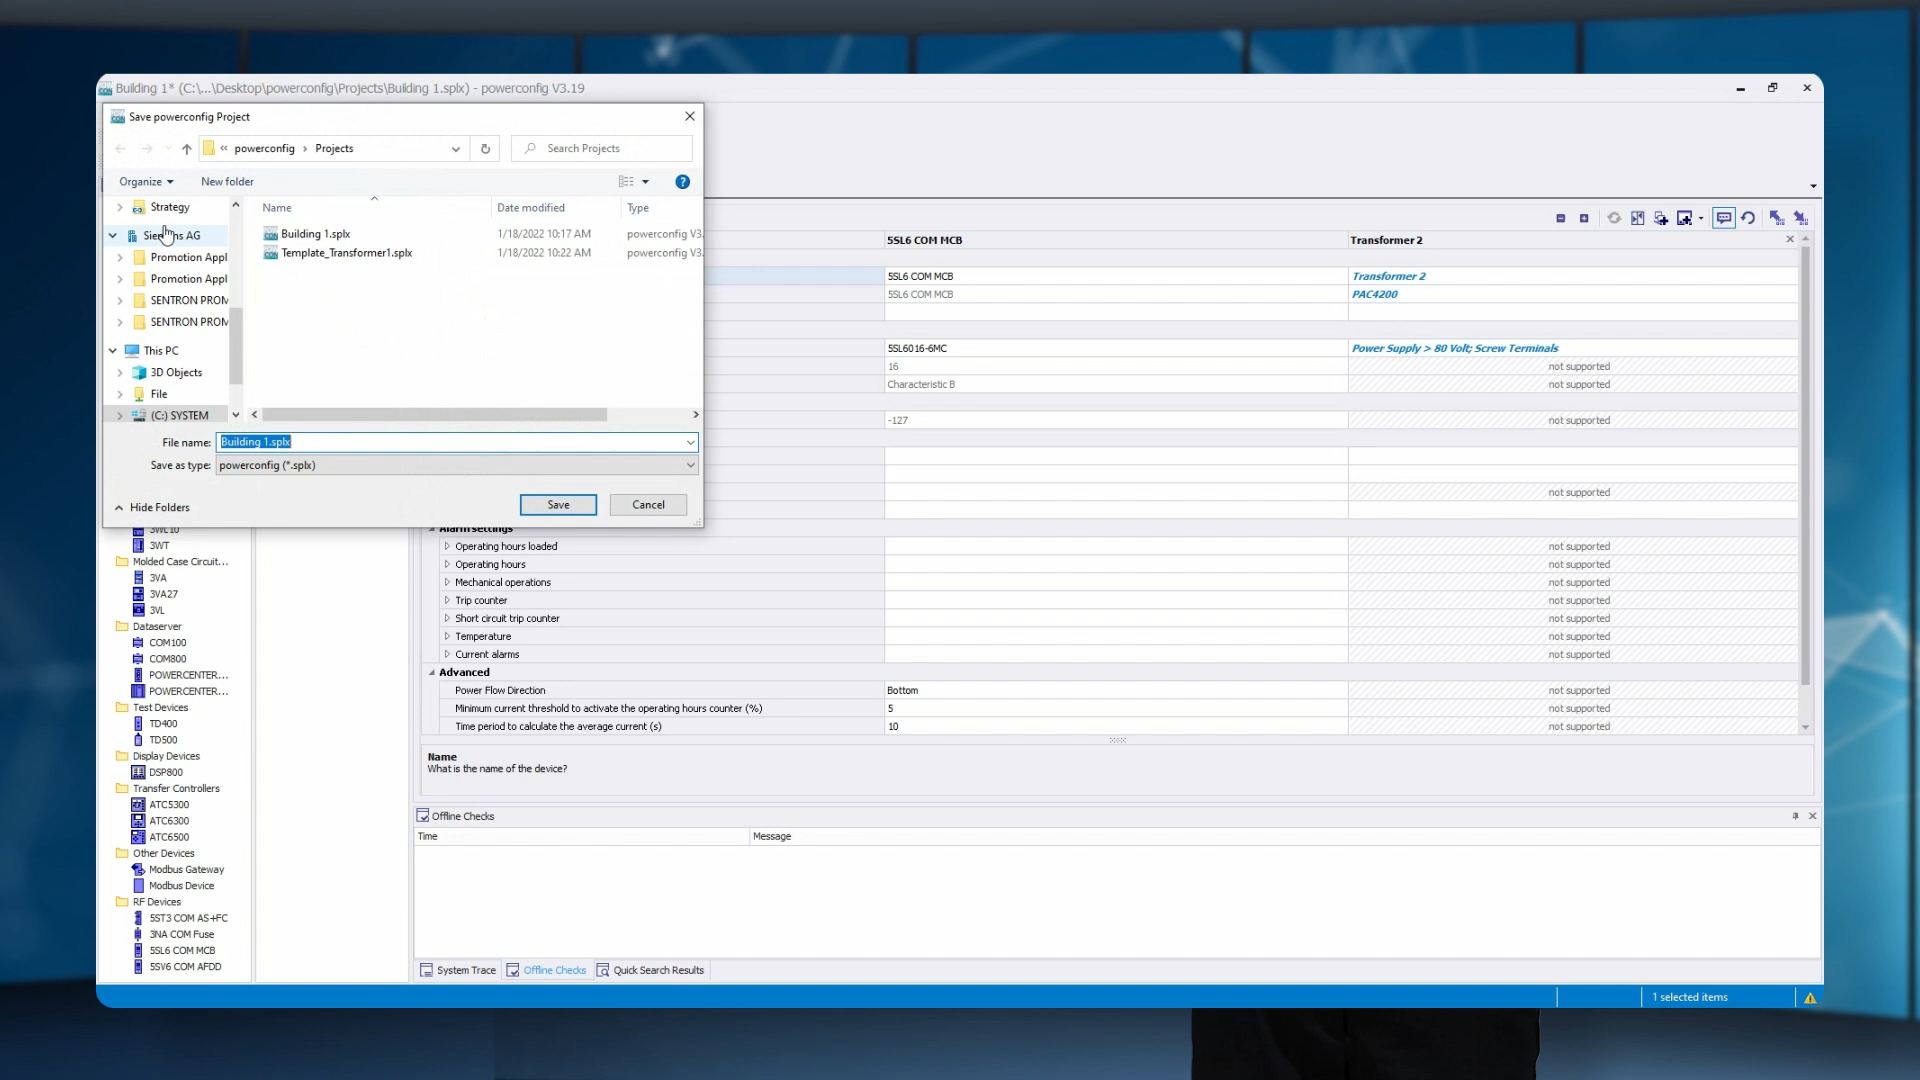 Building 1* (C:\...\Desktop\powerconfig\Projects\Building 1.splx) - powerconfig V3.19
Save powerconfig Project
« powerconfig › Projects
Search Projects
Organize
New folder
Strategy
Siemens AG
Promotion Appl
Promotion Appl
SENTRON PROM
SENTRON PROM
This PC
3D Objects
File
(C:) SYSTEM
Name Date modified Type
Building 1.splx 1/18/2022 10:17 AM powerconfig V3.
Template_Transformer1.splx 1/18/2022 10:22 AM powerconfig V3.
File name: Building 1.splx
Save as type: powerconfig (*.splx)
Hide Folders
Save
Cancel
5SL6 COM MCB Transformer 2
5SL6 COM MCB Transformer 2
5SL6 COM MCB PAC4200
5SL6016-6MC Power Supply > 80 Volt; Screw Terminals
16 not supported
Characteristic B not supported
-127 not supported
not supported
3WL10
3WT
Molded Case Circuit...
3VA
3VA27
3VL
Dataserver
COM100
COM800
POWERCENTER...
POWERCENTER...
Test Devices
TD400
TD500
Display Devices
DSP800
Transfer Controllers
ATC5300
ATC6300
ATC6500
Other Devices
Modbus Gateway
Modbus Device
RF Devices
5ST3 COM AS+FC
3NA COM Fuse
5SL6 COM MCB
5SV6 COM AFDD
Alarm settings
Operating hours loaded not supported
Operating hours not supported
Mechanical operations not supported
Trip counter not supported
Short circuit trip counter not supported
Temperature not supported
Current alarms not supported
Advanced
Power Flow Direction Bottom not supported
Minimum current threshold to activate the operating hours counter (%) 5 not supported
Time period to calculate the average current (s) 10 not supported
Name
What is the name of the device?
Offline Checks
Time Message
System Trace
Offline Checks
Quick Search Results
1 selected items